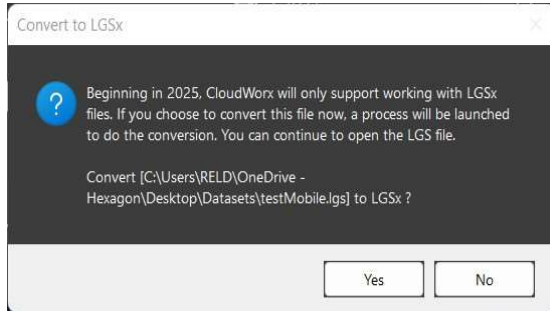 Convert to LGSx
Beginning in 2025, CloudWorx will only support working with LGSx
files. If you choose to convert this file now, a process will be launched
to do the conversion. You can continue to open the LGS file.
Convert [C:\Users\RELD\OneDrive -
Hexagon\Desktop\Datasets\testMobile.lgs] to LGSx ?
Yes
No